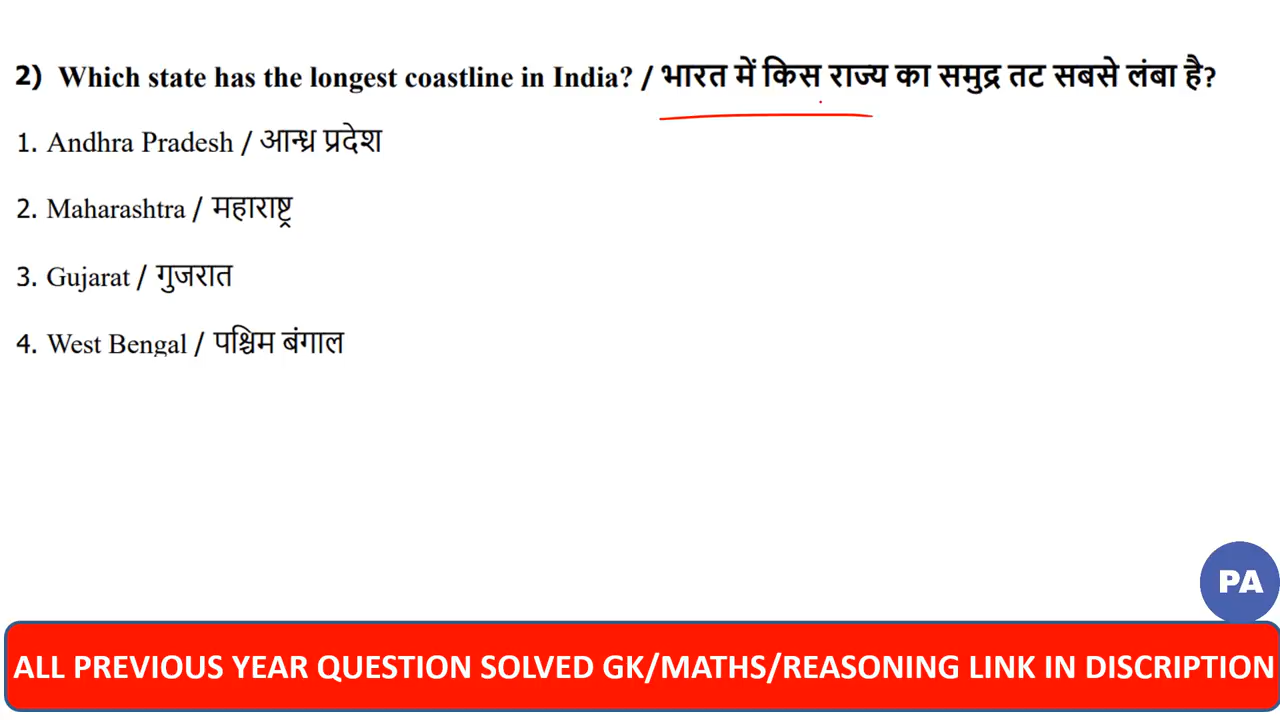 2) Which state has the longest coastline in India? / भारत में किस राज्य का समुद्र तट सबसे लंबा है?
1. Andhra Pradesh / आन्ध्र प्रदेश
2. Maharashtra / महाराष्ट्र
3. Gujarat / गुजरात
4. West Bengal / पश्चिम बंगाल
PA
ALL PREVIOUS YEAR QUESTION SOLVED GK/MATHS/REASONING LINK IN DISCRIPTION